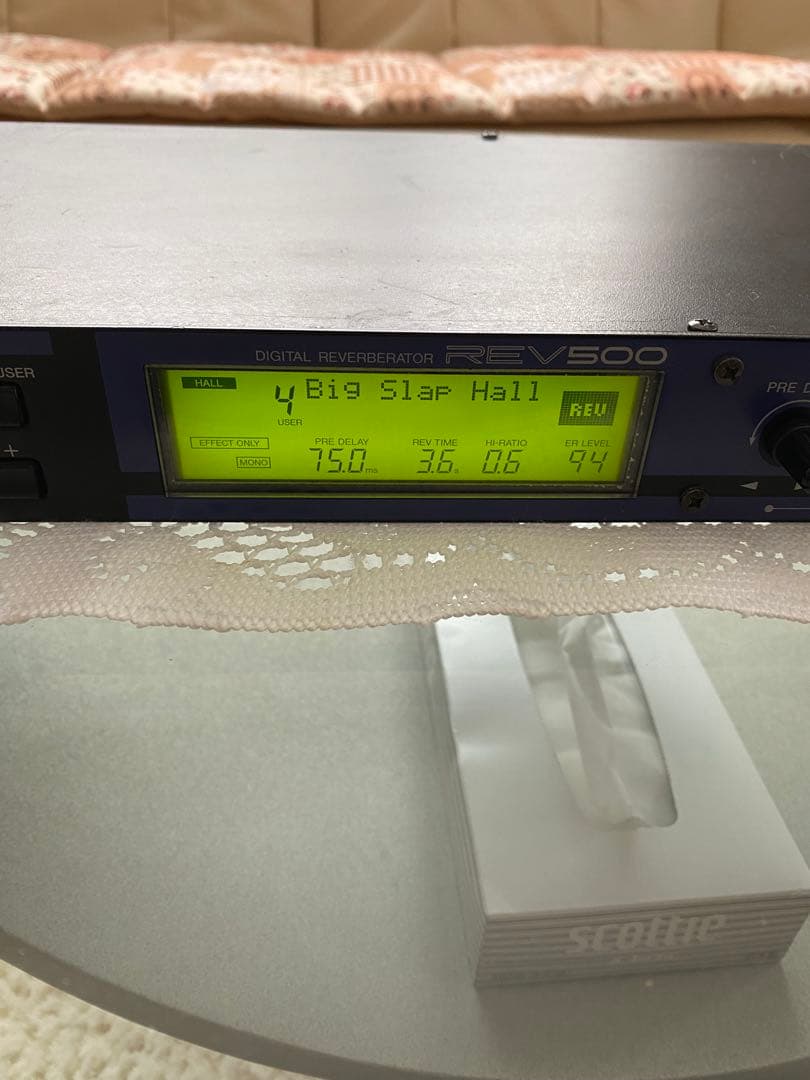 DIGITAL REVERBERATOR REV500
USER
+
HALL
4 Big Slap Hall
USER
REV
EFFECT ONLY
MONO
PRE DELAY REV TIME HI-RATIO ER LEVEL
75.0ms 3.6s 0.6 94
PRE D
scottie